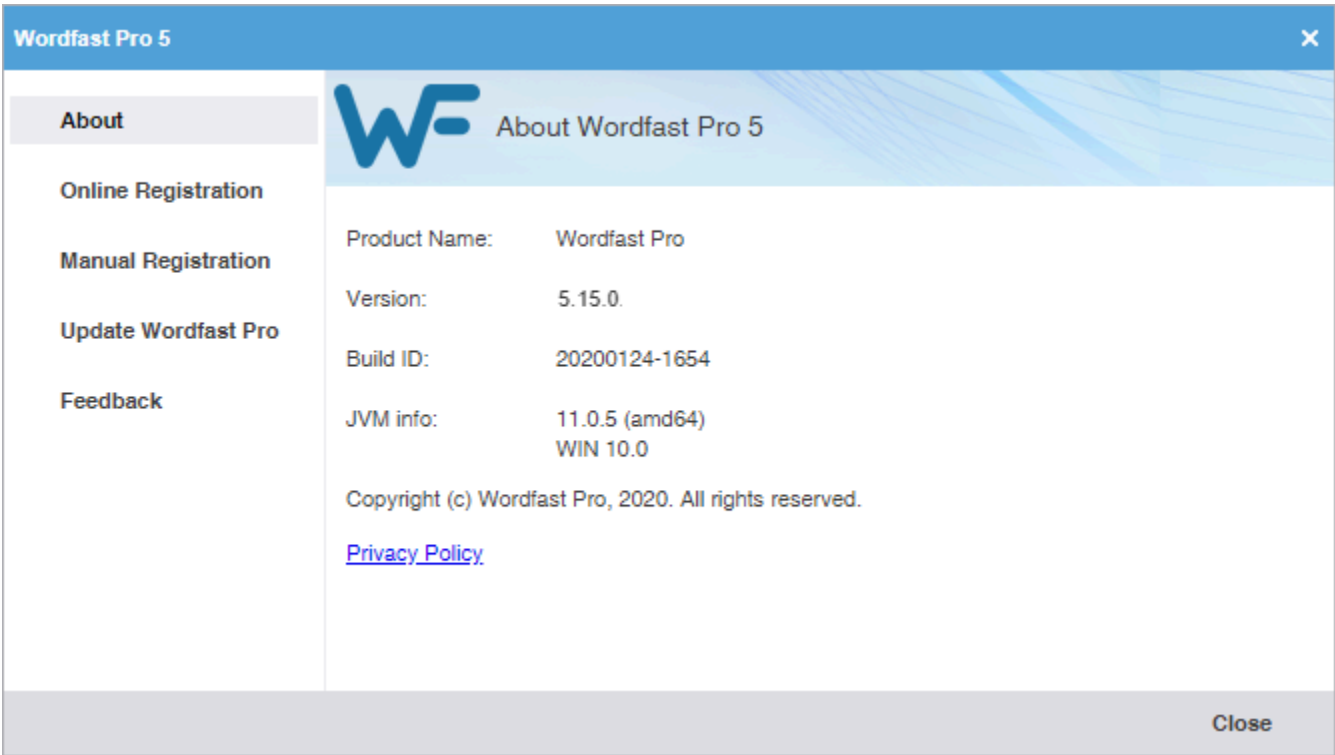 Wordfast Pro 5
About
Online Registration
Manual Registration
Update Wordfast Pro
Feedback
WF About Wordfast Pro 5
Product Name: Wordfast Pro
Version: 5.15.0.
Build ID: 20200124-1654
JVM info: 11.0.5 (amd64)
WIN 10.0
Copyright (c) Wordfast Pro, 2020. All rights reserved.
Privacy Policy
Close